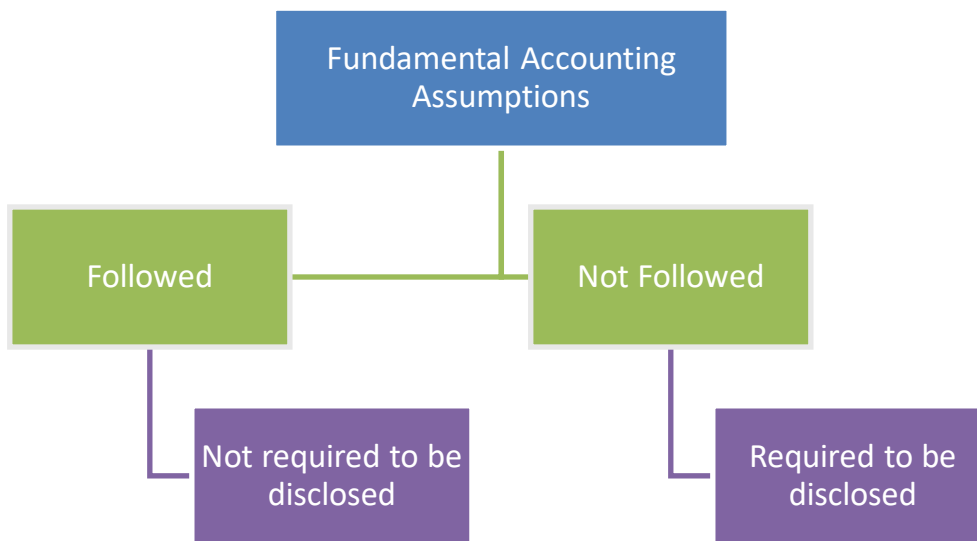 Fundamental Accounting
Assumptions
Followed
Not Followed
Not required to be
disclosed
Required to be
disclosed